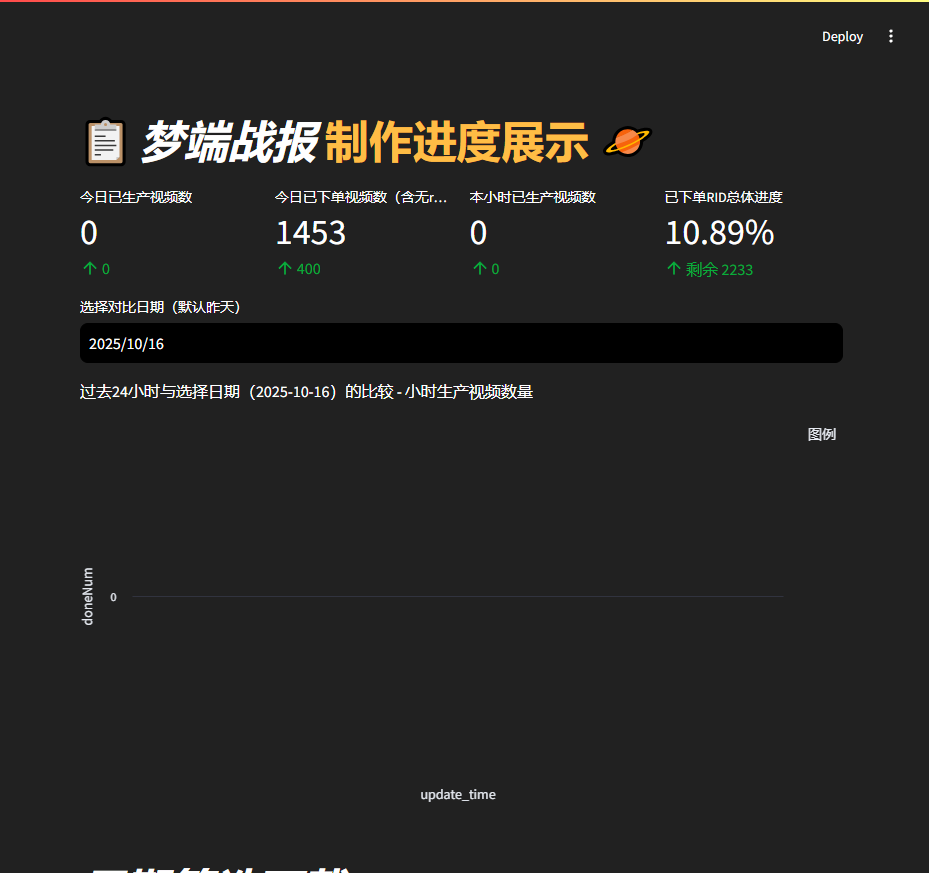 Deploy
梦端战报 制作进度展示
今日已生产视频数
今日已下单视频数（含无r...
本小时已生产视频数
已下单RID总体进度
0
1453
0
10.89%
↑ 0
↑ 400
↑ 0
↑ 剩余 2233
选择对比日期（默认昨天）
2025/10/16
过去24小时与选择日期（2025-10-16）的比较 - 小时生产视频数量
图例
doneNum
0
update_time